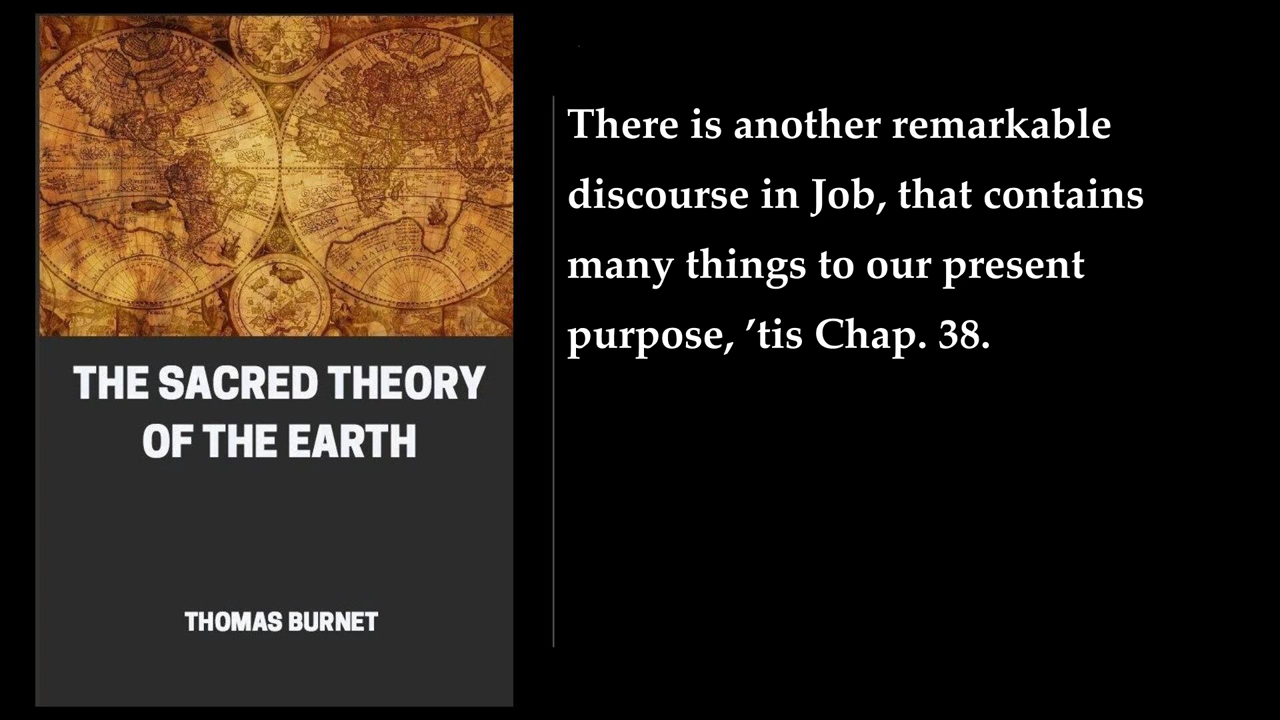 THE SACRED THEORY
OF THE EARTH
THOMAS BURNET
There is another remarkable
discourse in Job, that contains
many things to our present
purpose, ’tis Chap. 38.